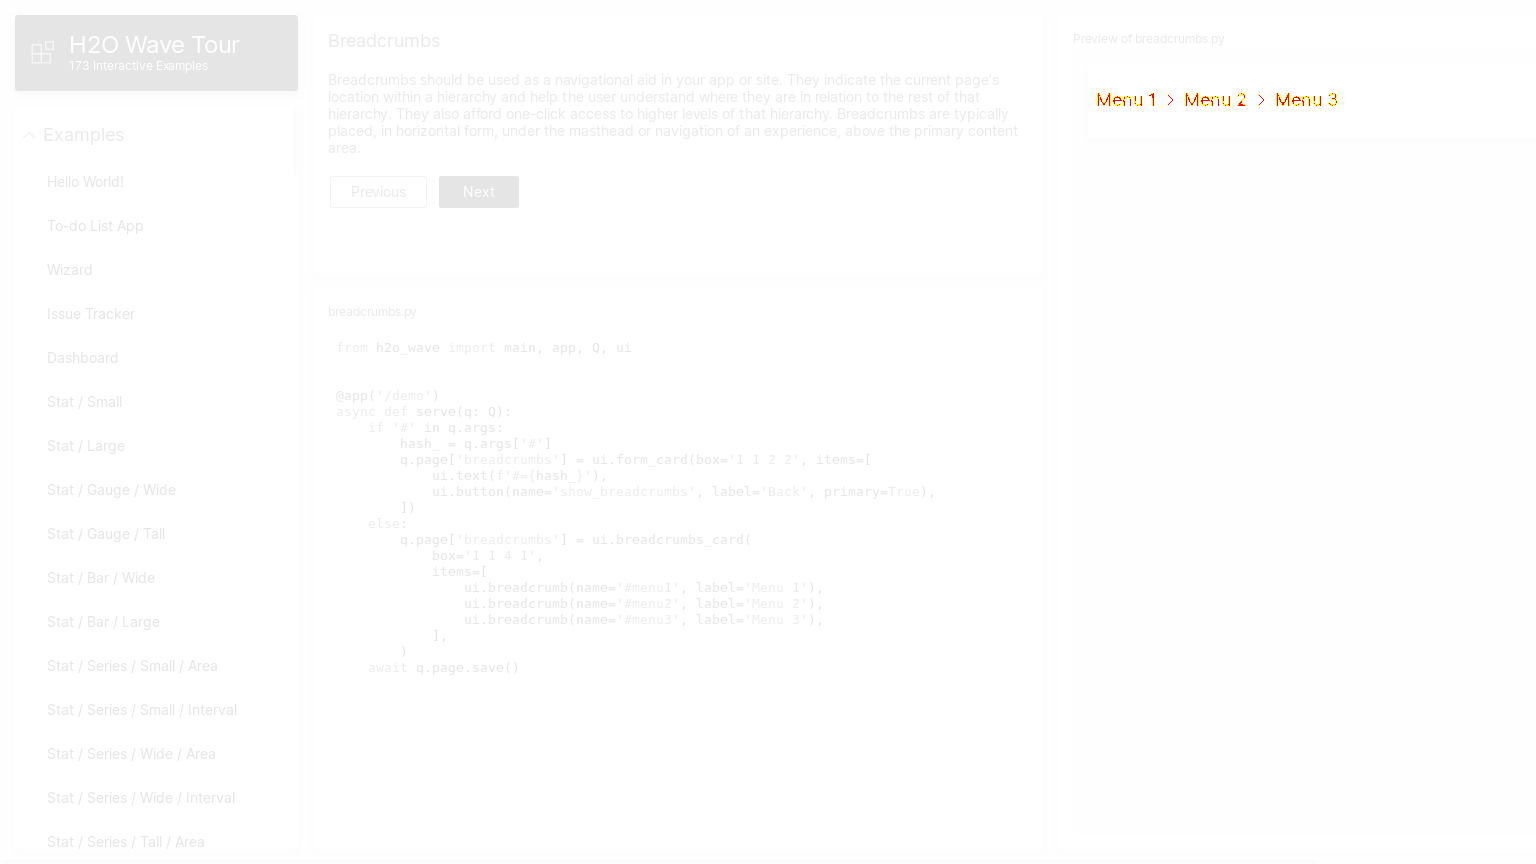 H2O Wave Tour
173 Interactive Examples
Examples
Hello World!
To-do List App
Wizard
Issue Tracker
Dashboard
Stat / Small
Stat / Large
Stat / Gauge / Wide
Stat / Gauge / Tall
Stat / Bar / Wide
Stat / Bar / Large
Stat / Series / Small / Area
Stat / Series / Small / Interval
Stat / Series / Wide / Area
Stat / Series / Wide / Interval
Stat / Series / Tall / Area
Breadcrumbs
Breadcrumbs should be used as a navigational aid in your app or site. They indicate the current page's
location within a hierarchy and help the user understand where they are in relation to the rest of that
hierarchy. They also afford one-click access to higher levels of that hierarchy. Breadcrumbs are typically
placed, in horizontal form, under the masthead or navigation of an experience, above the primary content
area.
Previous Next
breadcrumbs.py
from h2o_wave import main, app, Q, ui
@app('/demo')
async def serve(q: Q):
    if '#' in q.args:
        hash_ = q.args['#']
        q.page['breadcrumbs'] = ui.form_card(box='1 1 2 2', items=[
            ui.text(f'#={hash_}'),
            ui.button(name='show_breadcrumbs', label='Back', primary=True),
        ])
    else:
        q.page['breadcrumbs'] = ui.breadcrumbs_card(
            box='1 1 4 1',
            items=[
                ui.breadcrumb(name='#menu1', label='Menu 1'),
                ui.breadcrumb(name='#menu2', label='Menu 2'),
                ui.breadcrumb(name='#menu3', label='Menu 3'),
            ],
        )
    await q.page.save()
Preview of breadcrumbs.py
Menu 1 > Menu 2 > Menu 3